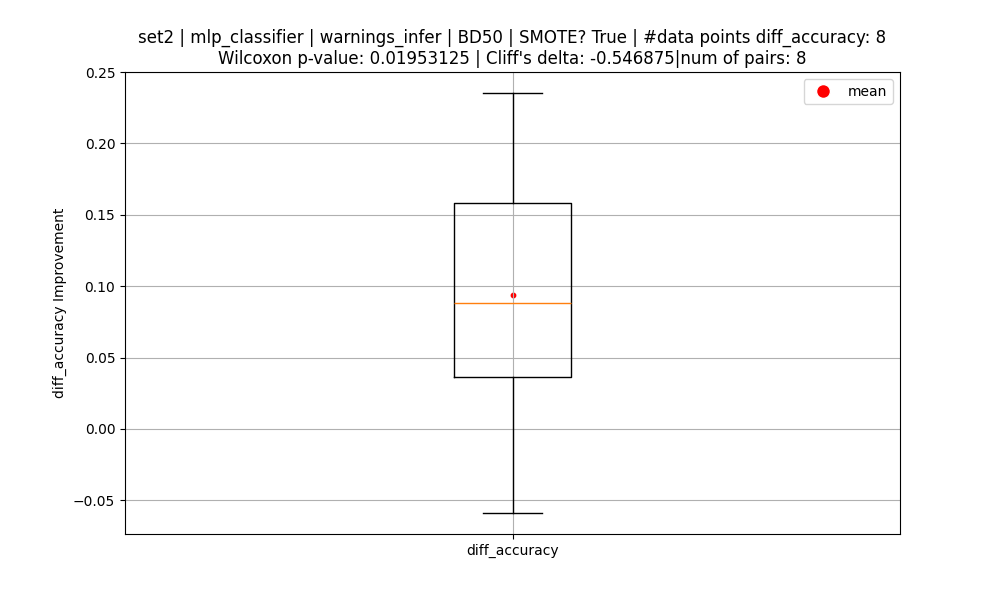 set2 | mlp_classifier | warnings_infer | BD50 | SMOTE? True | #data points diff_accuracy: 8
Wilcoxon p-value: 0.01953125 | Cliff's delta: -0.546875|num of pairs: 8
mean
0.25
0.20
0.15
0.10
0.05
0.00
−0.05
diff_accuracy Improvement
diff_accuracy